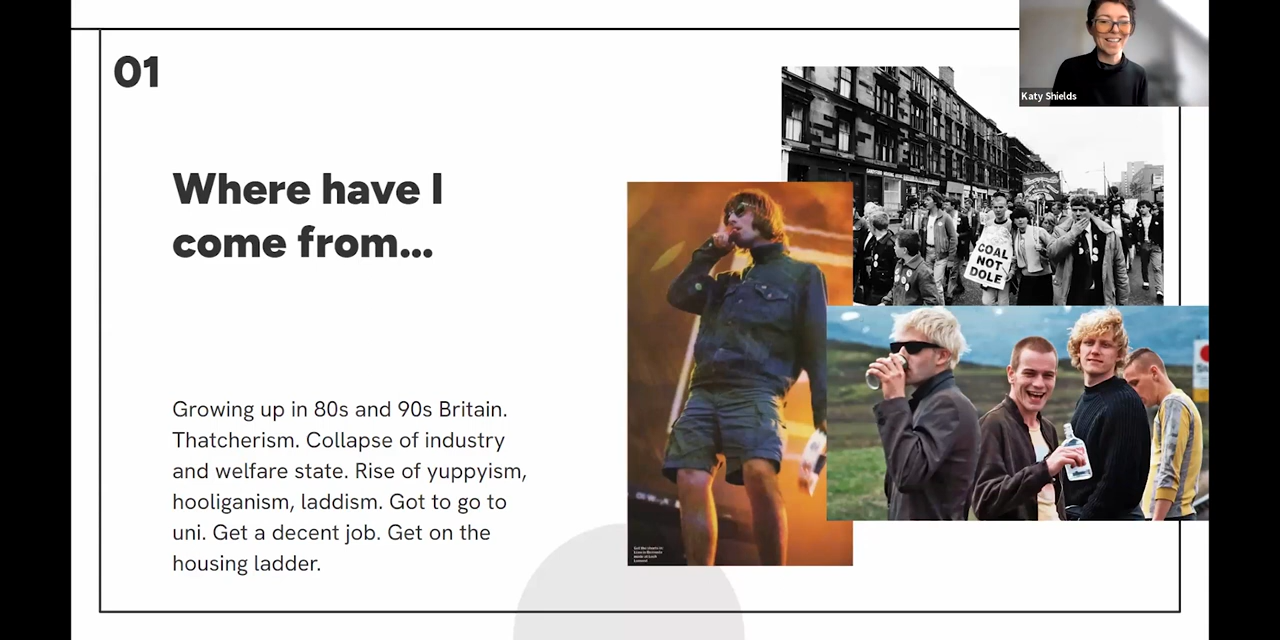 01
Katy Shields
Where have I
come from...
COAL
NOT
DOLE
Growing up in 80s and 90s Britain.
Thatcherism. Collapse of industry
and welfare state. Rise of yuppyism,
hooliganism, laddism. Got to go to
uni. Get a decent job. Get on the
housing ladder.